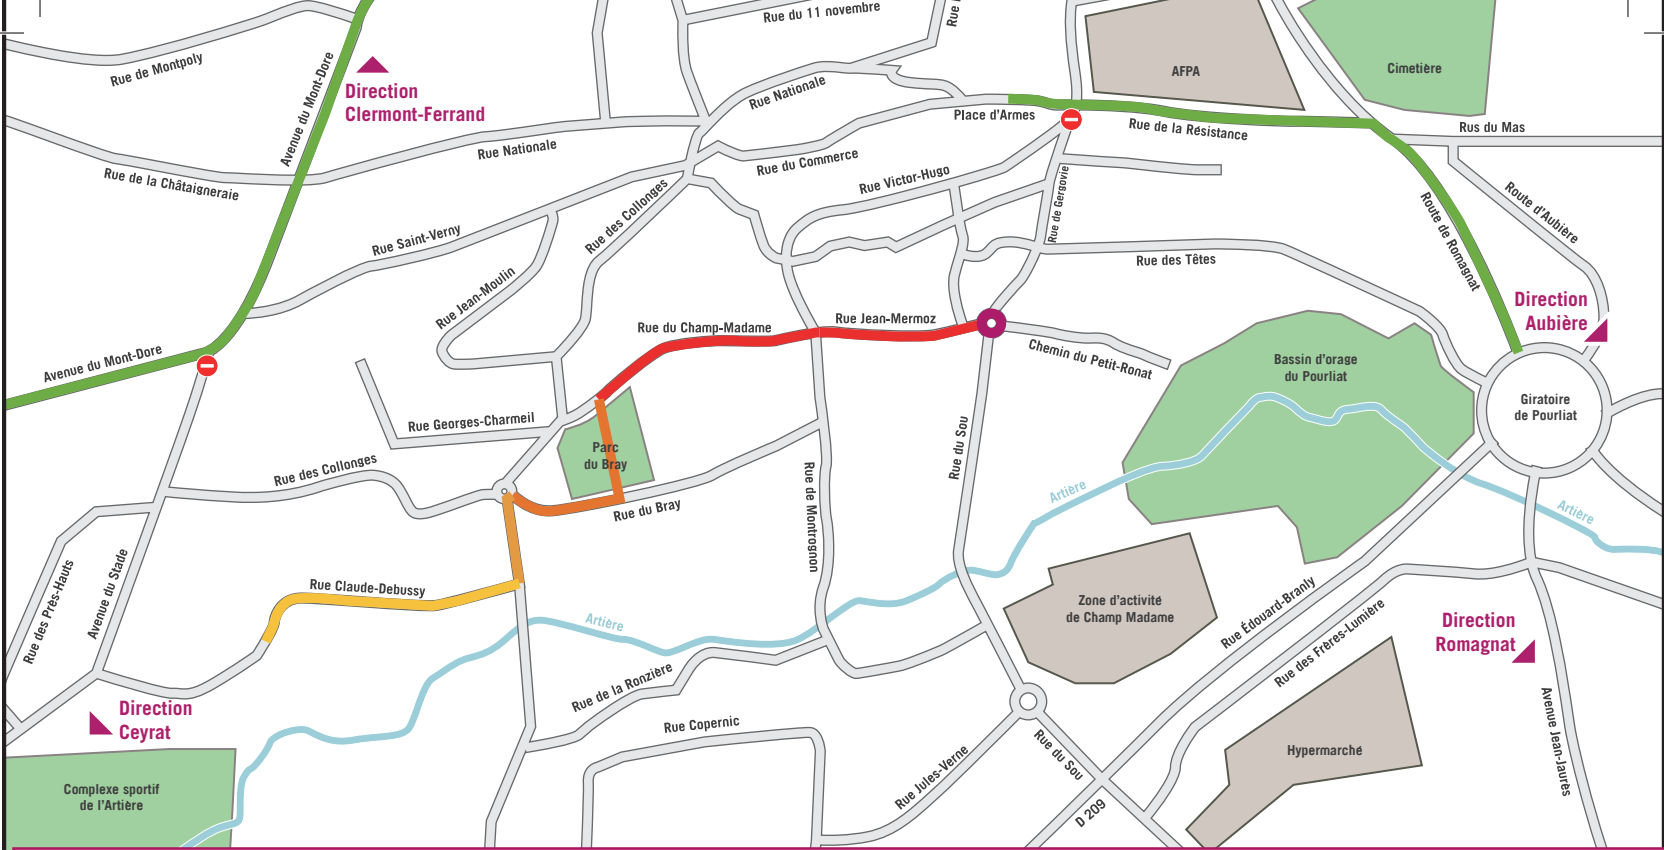 Rue du 11 novembre
Rue
Rue de Montpoly
Avenue du Mont-Dore
Direction
Clermont-Ferrand
Rue Nationale
AFPA
Cimetière
Place d'Armes
Rue de la Résistance
Rus du Mas
Rue Nationale
Rue du Commerce
Rue de la Châtaigneraie
Rue Victor-Hugo
Rue des Collonges
Rue de Gergovie
Route de Romagnat
Route d'Aubière
Rue Saint-Verny
Rue des Têtes
Rue Jean-Moulin
Direction
Aubière
Rue du Champ-Madame
Rue Jean-Mermoz
Avenue du Mont-Dore
Chemin du Petit-Ronat
Bassin d'orage
du Pourliat
Giratoire
de Pourliat
Rue Georges-Charmeil
Parc
du Bray
Rue du Sou
Rue des Collonges
Rue de Montrognon
Artière
Artière
Rue du Bray
Rue des Près-Hauts
Avenue du Stade
Rue Claude-Debussy
Artière
Zone d'activité
de Champ Madame
Rue Édouard-Branly
Rue des Frères-Lumière
Direction
Romagnat
Rue de la Ronzière
Direction
Ceyrat
Rue Copernic
Rue du Sou
Rue Jules-Verne
Hypermarché
Avenue Jean-Jaurès
Complexe sportif
de l'Artière
D 209